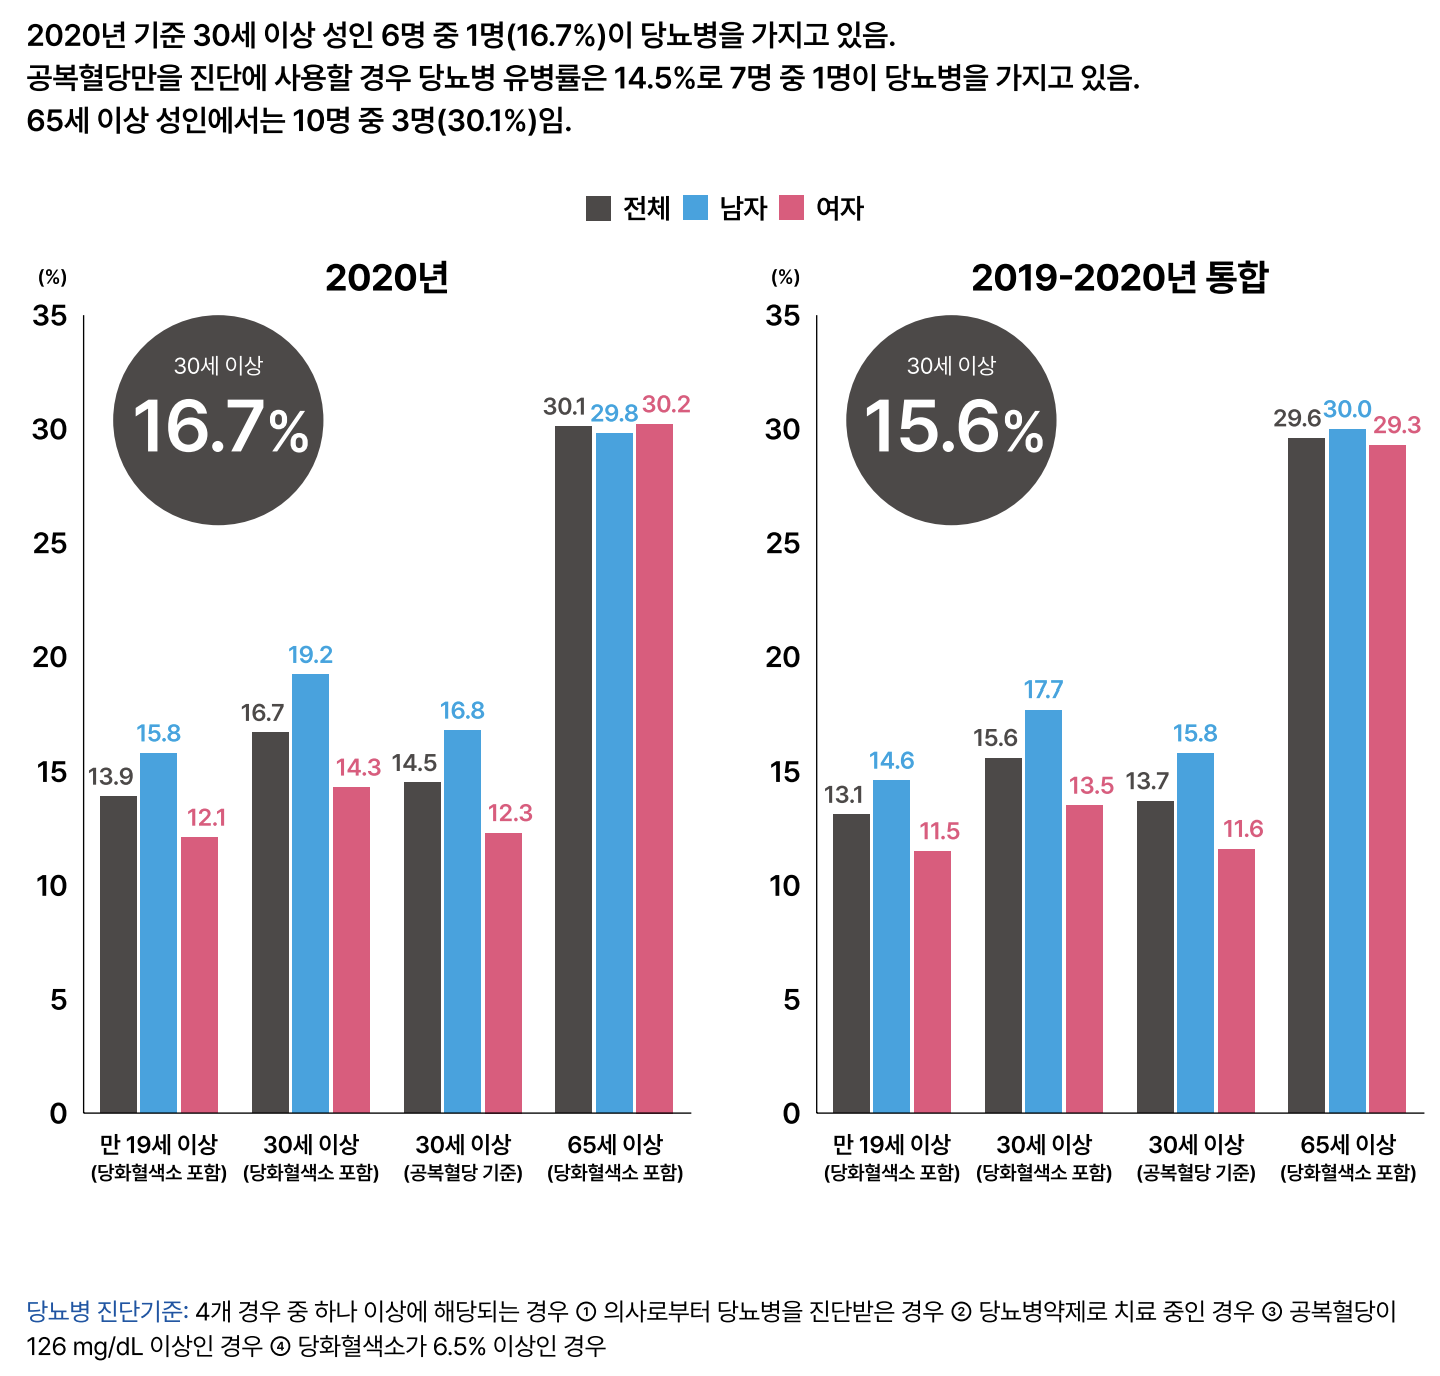 2020년 기준 30세 이상 성인 6명 중 1명(16.7%)이 당뇨병을 가지고 있음.
공복혈당만을 진단에 사용할 경우 당뇨병 유병률은 14.5%로 7명 중 1명이 당뇨병을 가지고 있음.
65세 이상 성인에서는 10명 중 3명(30.1%)임.
전체 남자 여자
(%) 2020년
35
30
25
20
15
10
5
0
30세 이상
16.7%
13.9 15.8 12.1
16.7 19.2 14.3
14.5 16.8 12.3
30.1 29.8 30.2
만 19세 이상 30세 이상 30세 이상 65세 이상
(당화혈색소 포함) (당화혈색소 포함) (공복혈당 기준) (당화혈색소 포함)
(%) 2019-2020년 통합
35
30
25
20
15
10
5
0
30세 이상
15.6%
13.1 14.6 11.5
15.6 17.7 13.5
13.7 15.8 11.6
29.6 30.0 29.3
만 19세 이상 30세 이상 30세 이상 65세 이상
(당화혈색소 포함) (당화혈색소 포함) (공복혈당 기준) (당화혈색소 포함)
당뇨병 진단기준: 4개 경우 중 하나 이상에 해당되는 경우 ① 의사로부터 당뇨병을 진단받은 경우 ② 당뇨병약제로 치료 중인 경우 ③ 공복혈당이
126 mg/dL 이상인 경우 ④ 당화혈색소가 6.5% 이상인 경우